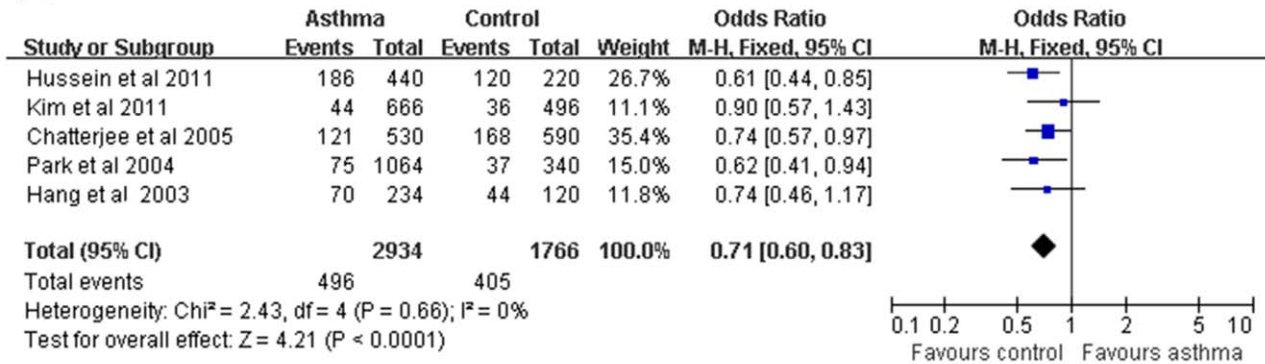 Asthma Control Odds Ratio Odds Ratio
Study or Subgroup Events Total Events Total Weight M-H, Fixed, 95% CI M-H, Fixed, 95% CI
Hussein et al 2011 186 440 120 220 26.7% 0.61 [0.44, 0.85]
Kim et al 2011 44 666 36 496 11.1% 0.90 [0.57, 1.43]
Chatterjee et al 2005 121 530 168 590 35.4% 0.74 [0.57, 0.97]
Park et al 2004 75 1064 37 340 15.0% 0.62 [0.41, 0.94]
Hang et al 2003 70 234 44 120 11.8% 0.74 [0.46, 1.17]
Total (95% CI) 2934 1766 100.0% 0.71 [0.60, 0.83]
Total events 496 405
Heterogeneity: Chi² = 2.43, df = 4 (P = 0.66); I² = 0%
Test for overall effect: Z = 4.21 (P < 0.0001)
0.1 0.2 0.5 1 2 5 10
Favours control Favours asthma